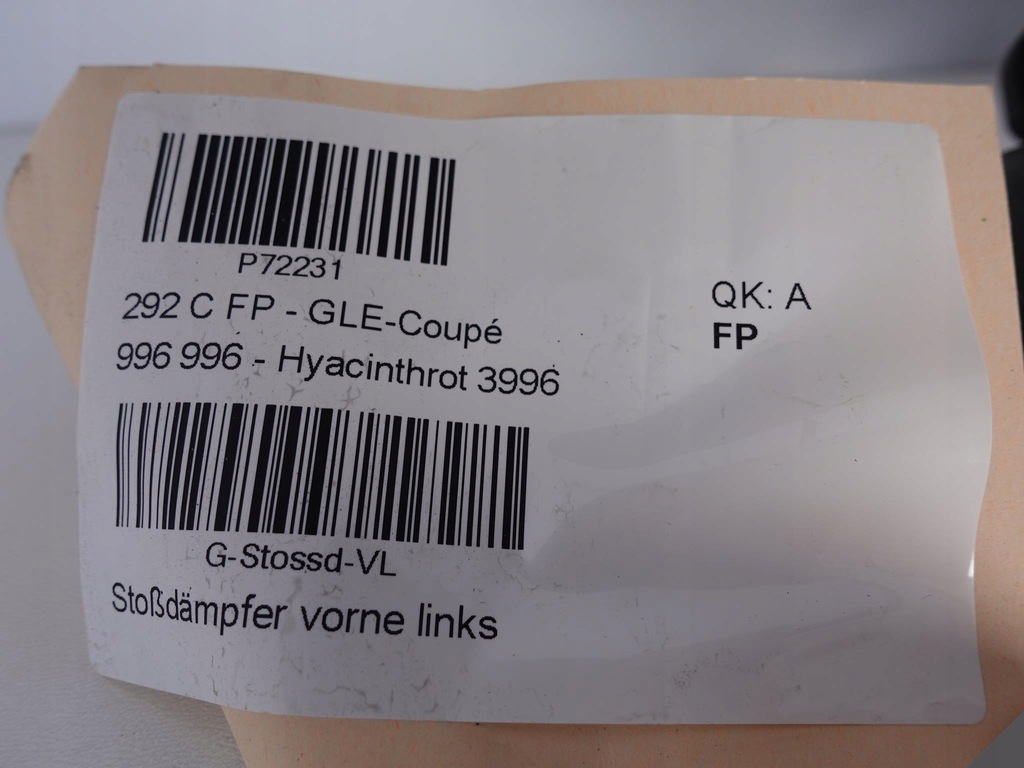 P72231
292 C FP - GLE-Coupé
996 996 - Hyacinthrot 3996
QK: A
FP
G-Stossd-VL
Stoßdämpfer vorne links